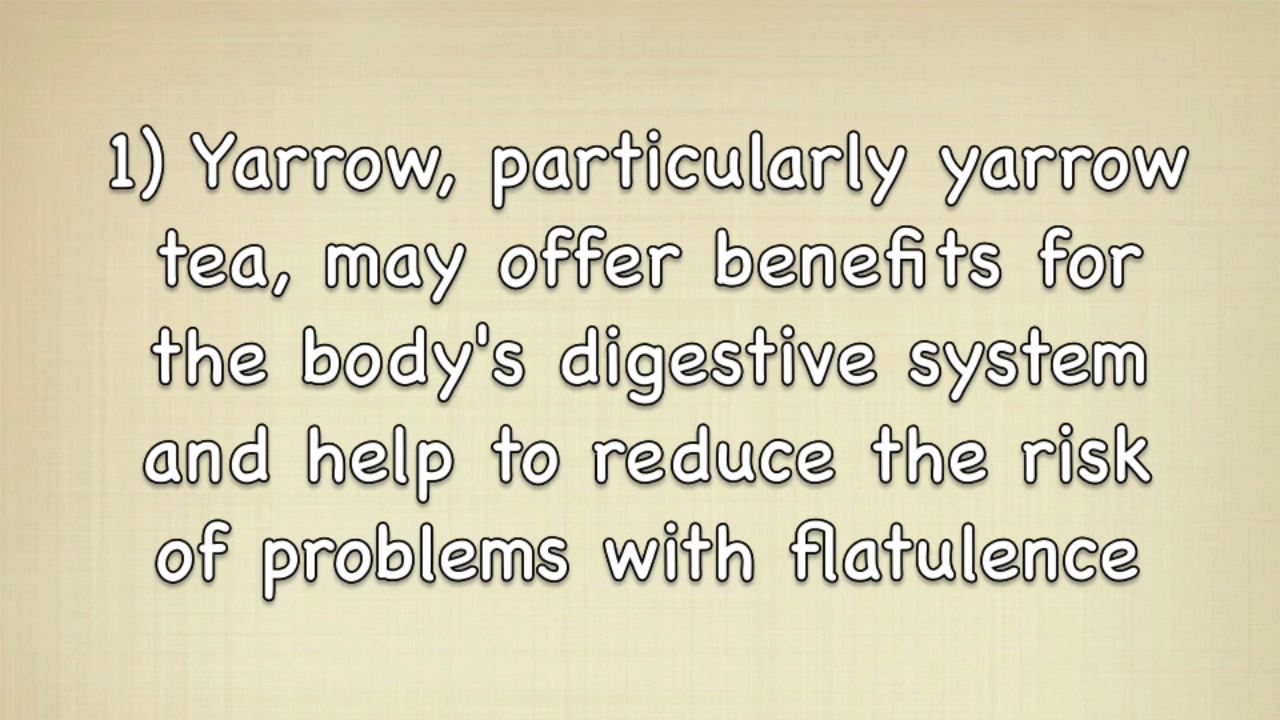 1) Yarrow, particularly yarrow
tea, may offer benefits for
the body's digestive system
and help to reduce the risk
of problems with flatulence